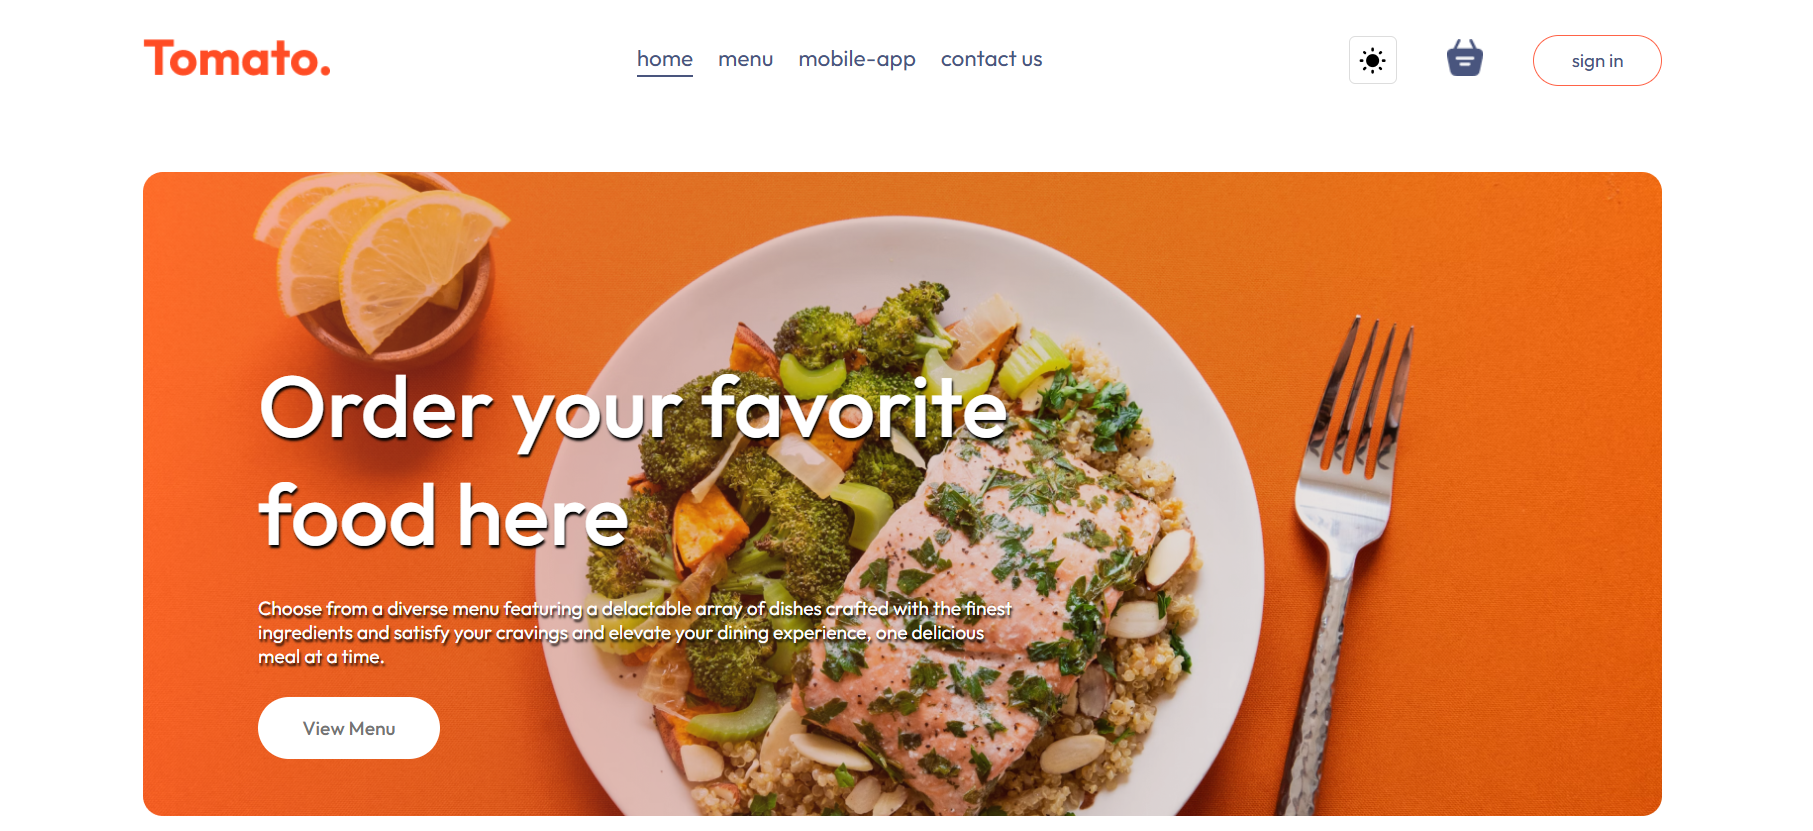 Tomato.
home menu mobile-app contact us
sign in
Order your favorite
food here
Choose from a diverse menu featuring a delactable array of dishes crafted with the finest
ingredients and satisfy your cravings and elevate your dining experience, one delicious
meal at a time.
View Menu